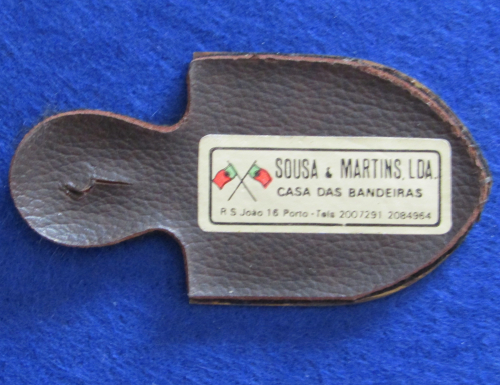 SOUSA & MARTINS, LDA.
CASA DAS BANDEIRAS
R S João 16 Porto - Tels 2007291 2084964